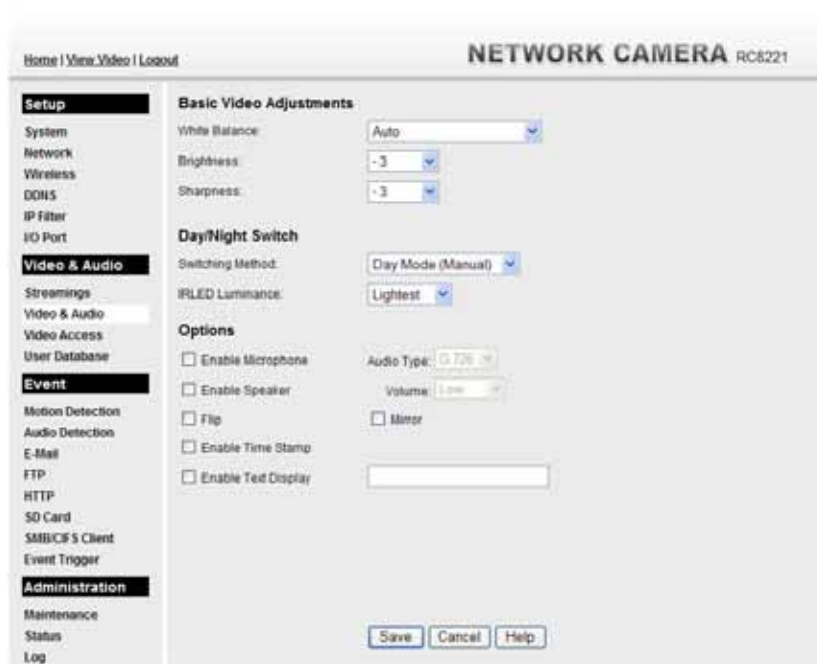 Home | View Video | Logout
NETWORK CAMERA RC8221
Setup
System
Network
Wireless
DDNS
IP Filter
I/O Port
Video & Audio
Streamings
Video & Audio
Video Access
User Database
Event
Motion Detection
Audio Detection
E-Mail
FTP
HTTP
SD Card
SMB/CIFS Client
Event Trigger
Administration
Maintenance
Status
Log
Basic Video Adjustments
White Balance: Auto
Brightness: - 3
Sharpness: - 3
Day/Night Switch
Switching Method: Day Mode (Manual)
IRLED Luminance: Lightest
Options
Enable Microphone Audio Type: G.726
Enable Speaker Volume: Low
Flip Mirror
Enable Time Stamp
Enable Text Display
Save Cancel Help